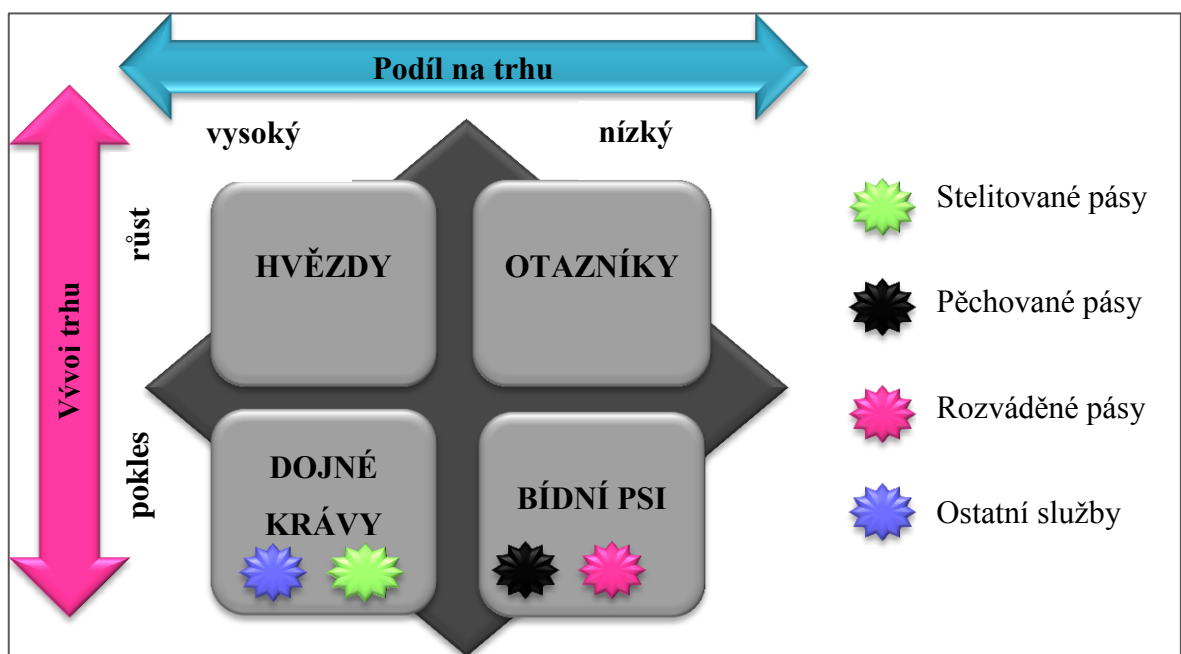 Podíl na trhu
vysoký
nízký
Vývoj trhu
růst
pokles
HVĚZDY
OTAZNÍKY
DOJNÉ
KRÁVY
BÍDNÍ PSI
Stelitované pásy
Pěchované pásy
Rozváděné pásy
Ostatní služby